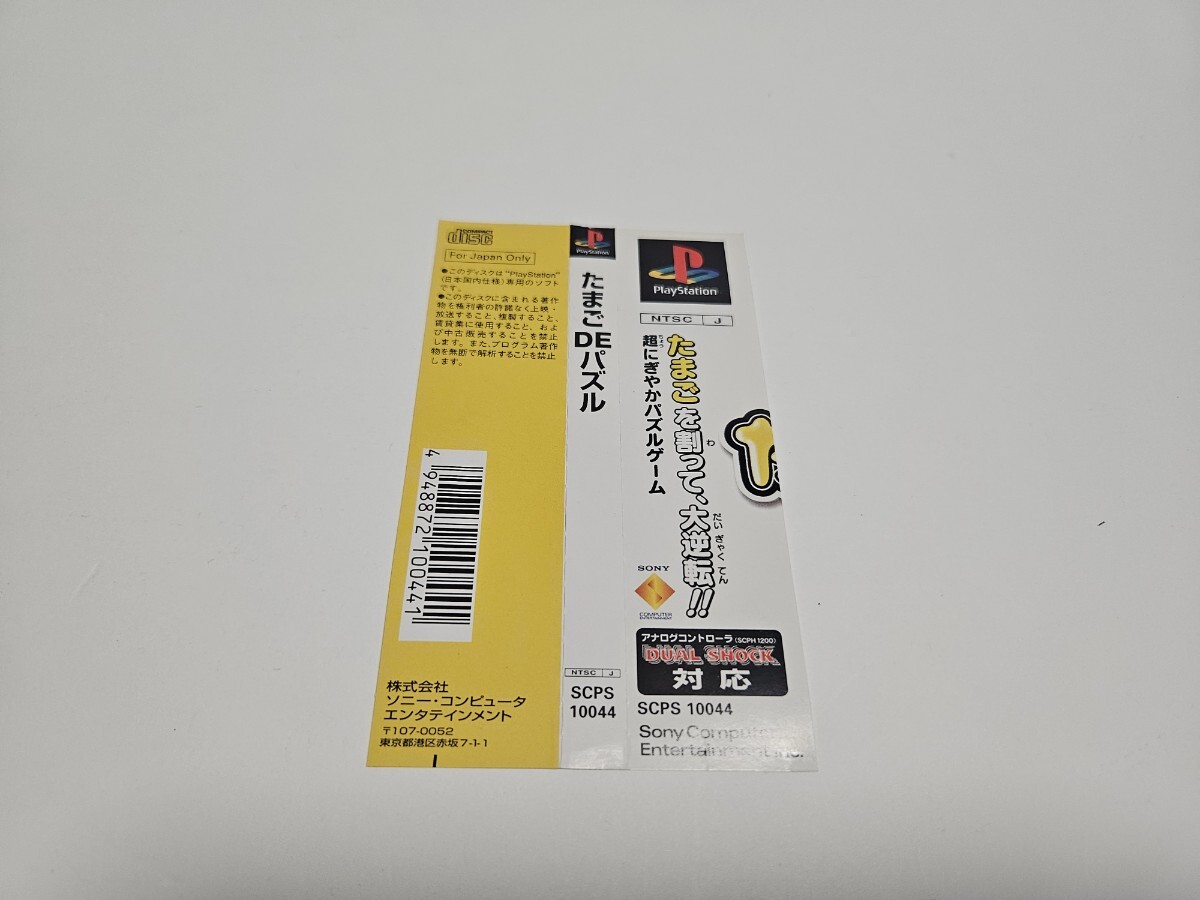 COMPACT
disc
For Japan Only
●このディスクは"PlayStation"
(日本国内仕様)専用のソフト
です。
●このディスクに含まれる著作
物を権利者の許諾なく上映・
放送すること、複製すること、
賃貸業に使用すること、およ
び中古販売することを禁止
します。また、プログラム著作
物を無断で解析することを禁止
します。
4 948872 100441
株式会社
ソニー・コンピュータ
エンタテインメント
〒107-0052
東京都港区赤坂7-1-1
PlayStation
たまごDEパズル
NTSC J
SCPS
10044
PlayStation
NTSC J
たまごを割って、大逆転!!
わ
だいぎゃくてん
超にぎやかパズルゲーム
ちょう
た
SONY
COMPUTER
ENTERTAINMENT
アナログコントローラ(SCPH 1200)
DUAL SHOCK
対応
SCPS 10044
Sony Computer
Entertainment Inc.